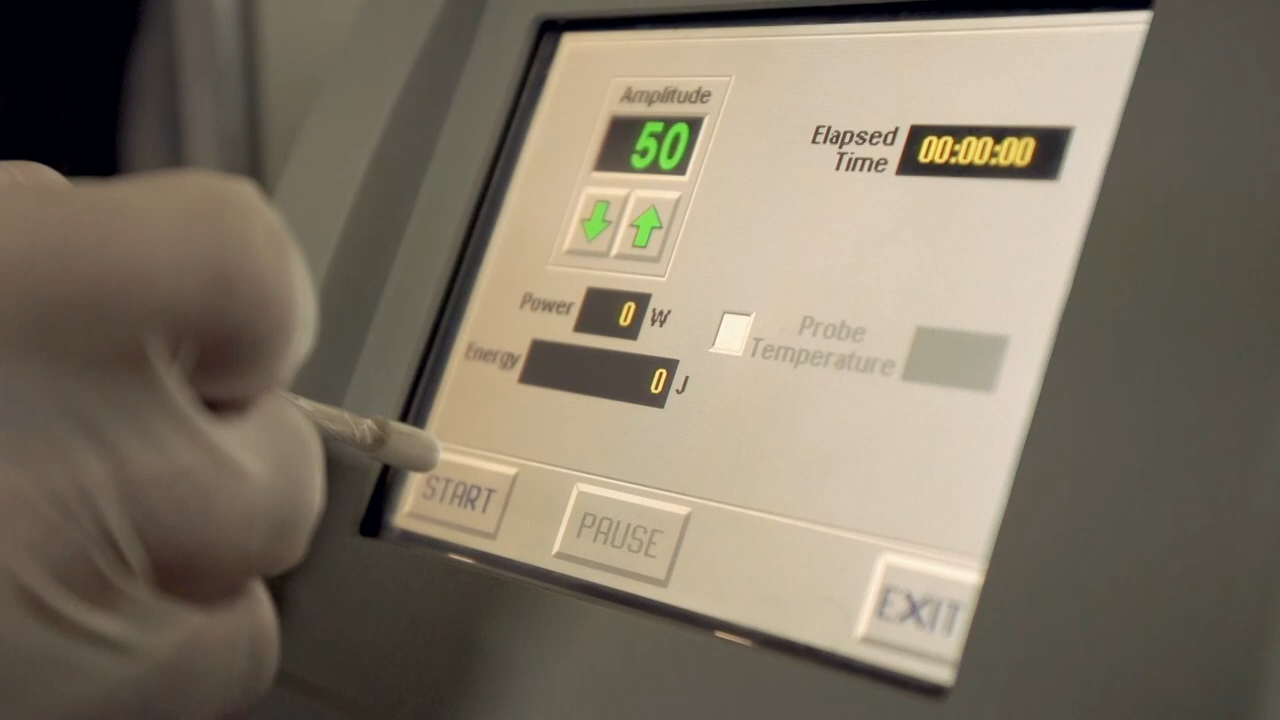 Amplitude
50
Elapsed
Time
00:00:00
Power 0 W
Energy 0 J
Probe
Temperature
START
PAUSE
EXIT